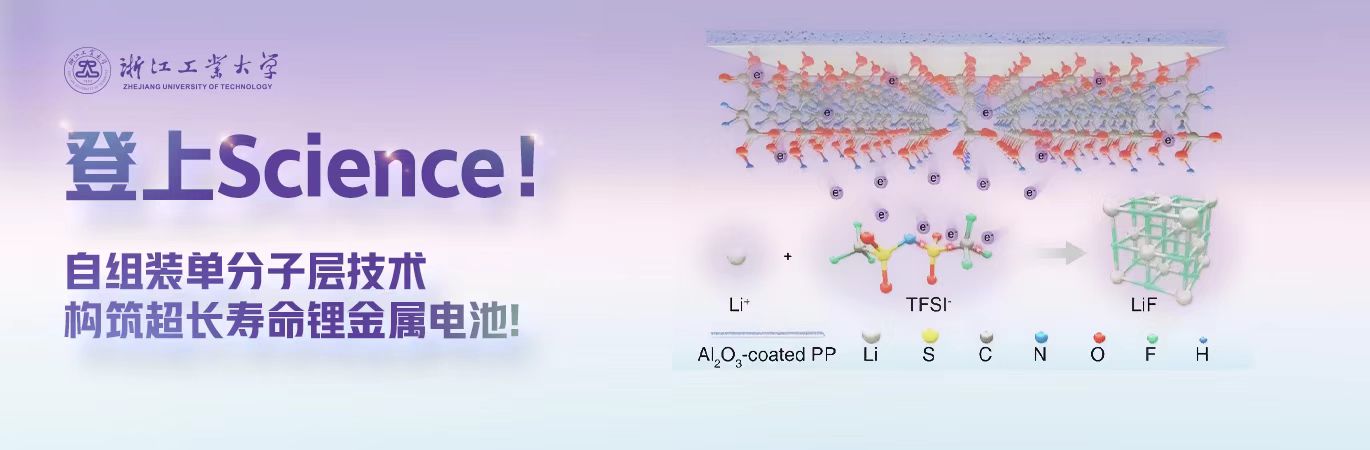 浙江工业大学
ZHEJIANG UNIVERSITY OF TECHNOLOGY
登上Science！
自组装单分子层技术
构筑超长寿命锂金属电池!
e⁻ e⁻ e⁻ e⁻
e⁻ e⁻ e⁻ e⁻
e⁻ e⁻ e⁻ e⁻ e⁻
e⁻ e⁻ e⁻ e⁻
+
Li⁺ TFSI⁻ LiF
Al₂O₃-coated PP Li S C N O F H